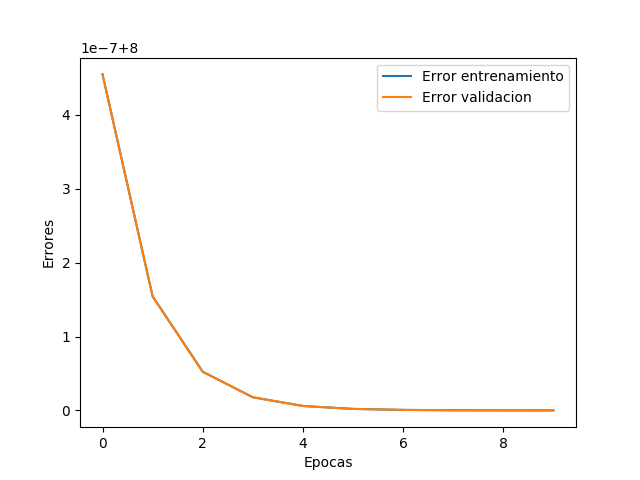 1e−7+8
Error entrenamiento
Error validacion
4
3
2
1
0
Errores
0 2 4 6 8
Epocas